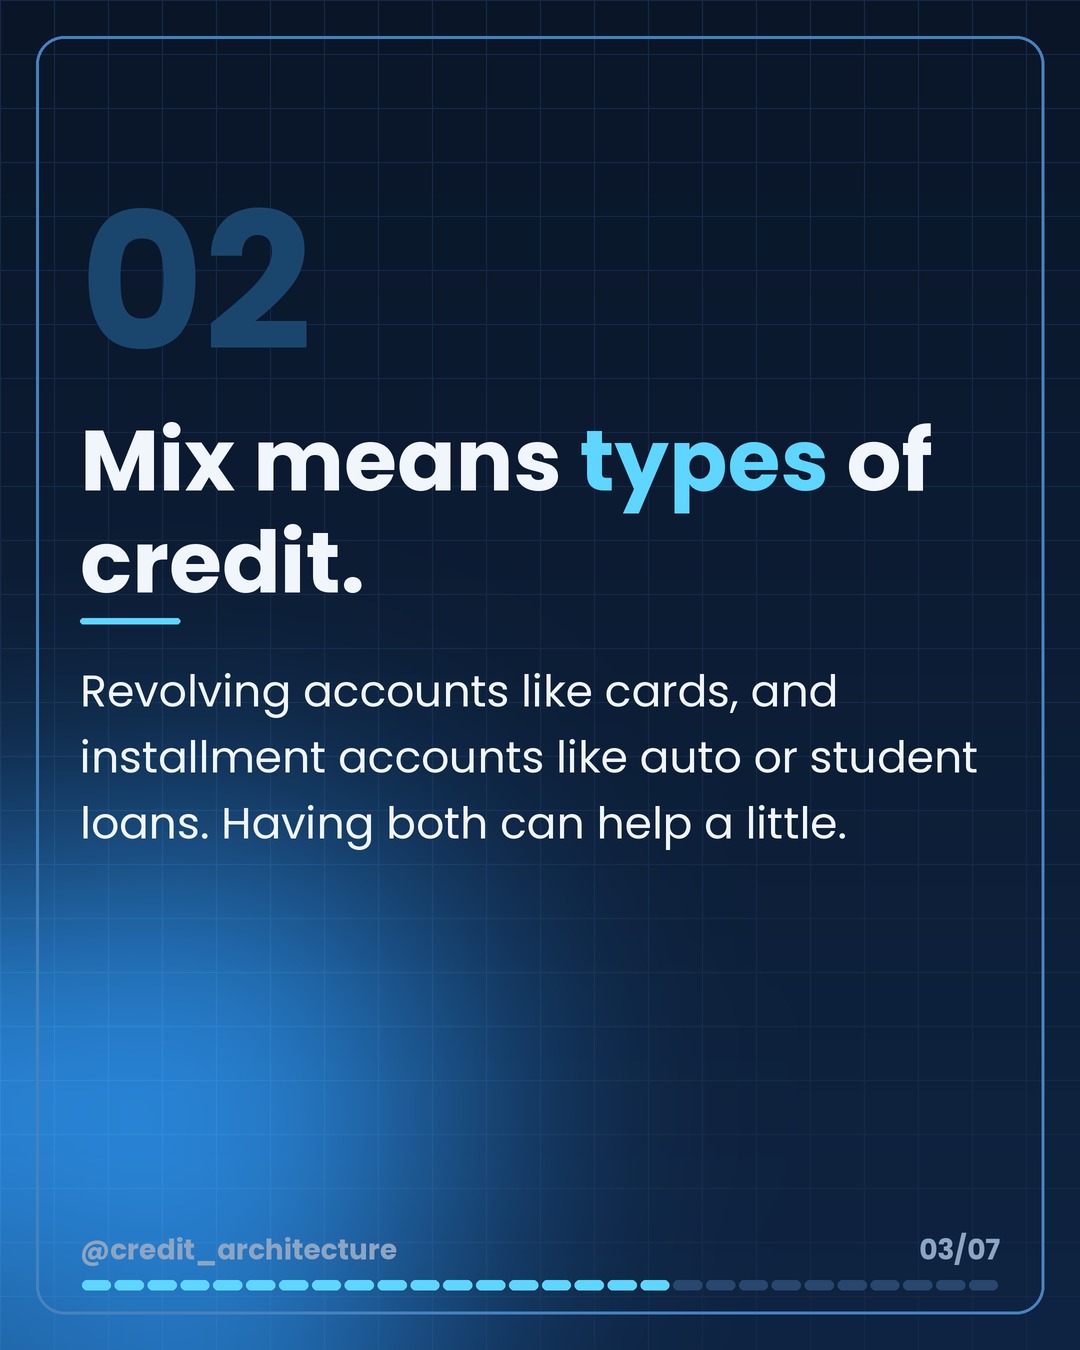 02
Mix means types of
credit.
Revolving accounts like cards, and
installment accounts like auto or student
loans. Having both can help a little.
@credit_architecture
03/07